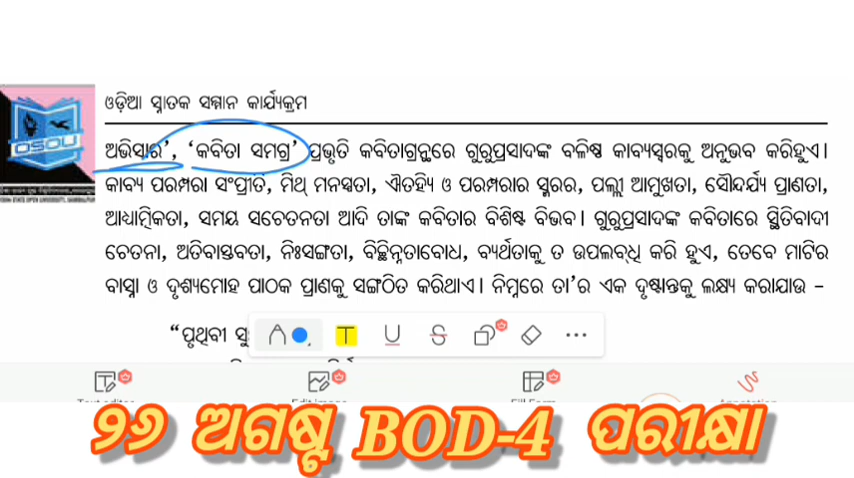 ଓଡ଼ିଆ ସ୍ନାତକ ସମ୍ମାନ କାର୍ଯ୍ୟକ୍ରମ
OSOU
ଅଭିସାର’, ‘କବିତା ସମଗ୍ର’ ପ୍ରଭୃତି କବିତାଗ୍ରନ୍ଥରେ ଗୁରୁପ୍ରସାଦଙ୍କ ବଳିଷ୍ଠ କାବ୍ୟସ୍ୱରକୁ ଅନୁଭବ କରିହୁଏ।
କାବ୍ୟ ପରମ୍ପରା ସଂପ୍ରୀତି, ମିଥ୍ ମନସ୍କତା, ଐତିହ୍ୟ ଓ ପରମ୍ପରାର ସ୍ମରଣ, ପଲ୍ଲୀ ଆମୁଖତା, ସୌନ୍ଦର୍ଯ୍ୟ ପ୍ରାଣତା,
ଆଧ୍ୟାତ୍ମିକତା, ସମୟ ସଚେତନତା ଆଦି ତାଙ୍କ କବିତାର ବିଶିଷ୍ଟ ବିଭବ। ଗୁରୁପ୍ରସାଦଙ୍କ କବିତାରେ ସ୍ଥିତିବାଦୀ
ଚେତନା, ଅତିବାସ୍ତବତା, ନିଃସଙ୍ଗତା, ବିଚ୍ଛିନ୍ନତାବୋଧ, ବ୍ୟର୍ଥତାକୁ ତ ଉପଲବ୍ଧି କରି ହୁଏ, ତେବେ ମାଟିର
ବାସ୍ନା ଓ ଦୃଶ୍ୟମୋହ ପାଠକ ପ୍ରାଣକୁ ସଙ୍ଗଠିତ କରିଥାଏ। ନିମ୍ନରେ ତା’ର ଏକ ଦୃଷ୍ଟାନ୍ତକୁ ଲକ୍ଷ୍ୟ କରାଯାଉ –
“ପୃଥିବୀ
୨୬ ଅଗଷ୍ଟ BOD-4 ପରୀକ୍ଷା